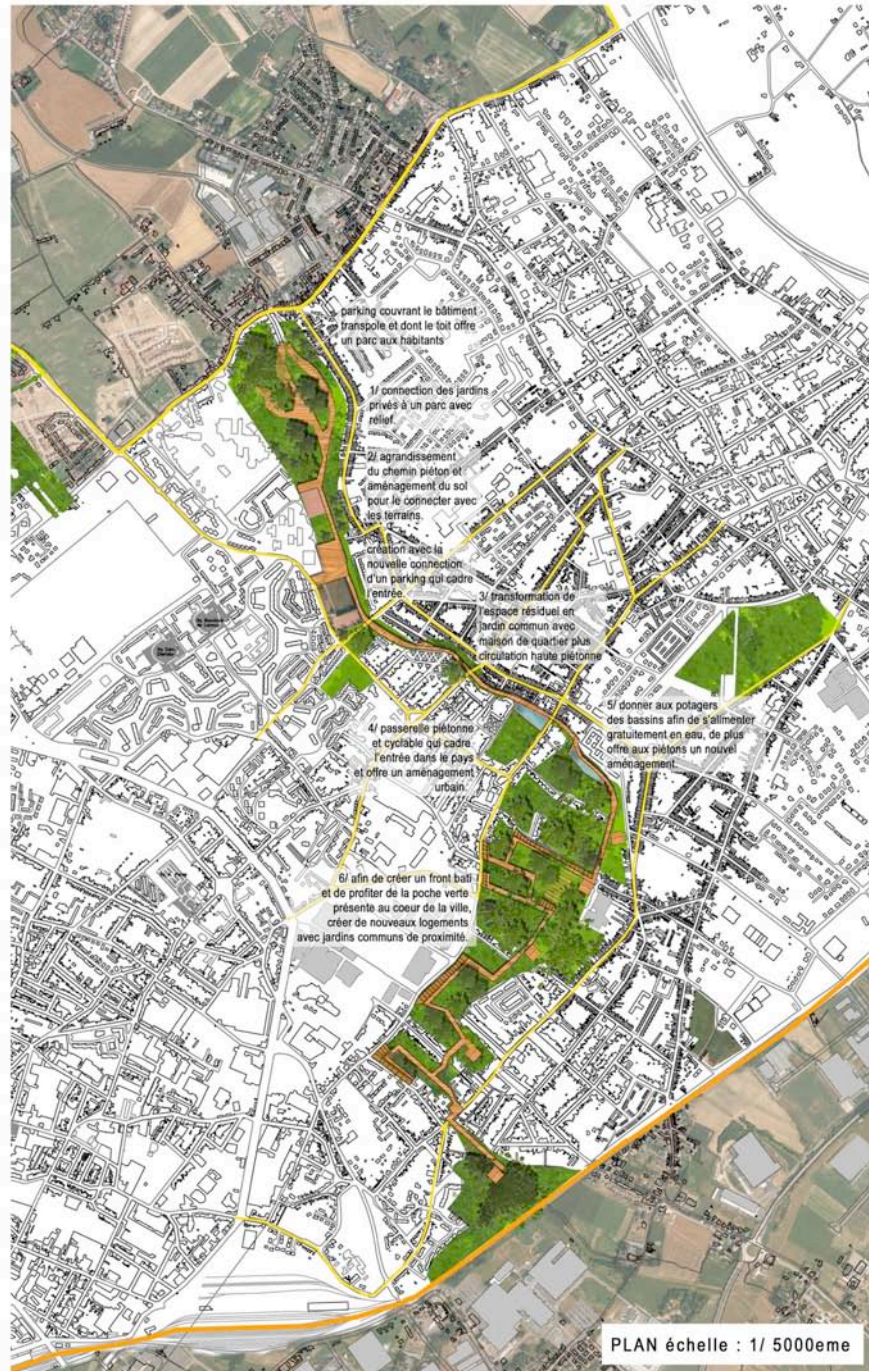 parking couvrant le bâtiment
transpole et dont le toit offre
un parc aux habitants
1/ connection des jardins
privés à un parc avec
relief.
2/ agrandissement
du chemin piéton et
aménagement du sol
pour le connecter avec
les terrains.
création avec la
nouvelle connection
d'un parking qui cadre
l'entrée.
3/ transformation de
l'espace résiduel en
jardin commun avec
maison de quartier plus
circulation haute piétonne
4/ passerelle piétonne
et cyclable qui cadre
l'entrée dans le pays
et offre un aménagement
urbain.
5/ donner aux potagers
des bassins afin de s'alimenter
gratuitement en eau, de plus
offre aux piétons un nouvel
aménagement.
6/ afin de créer un front bati
et de profiter de la poche verte
présente au coeur de la ville,
créer de nouveaux logements
avec jardins communs de proximité.
PLAN échelle : 1/ 5000eme